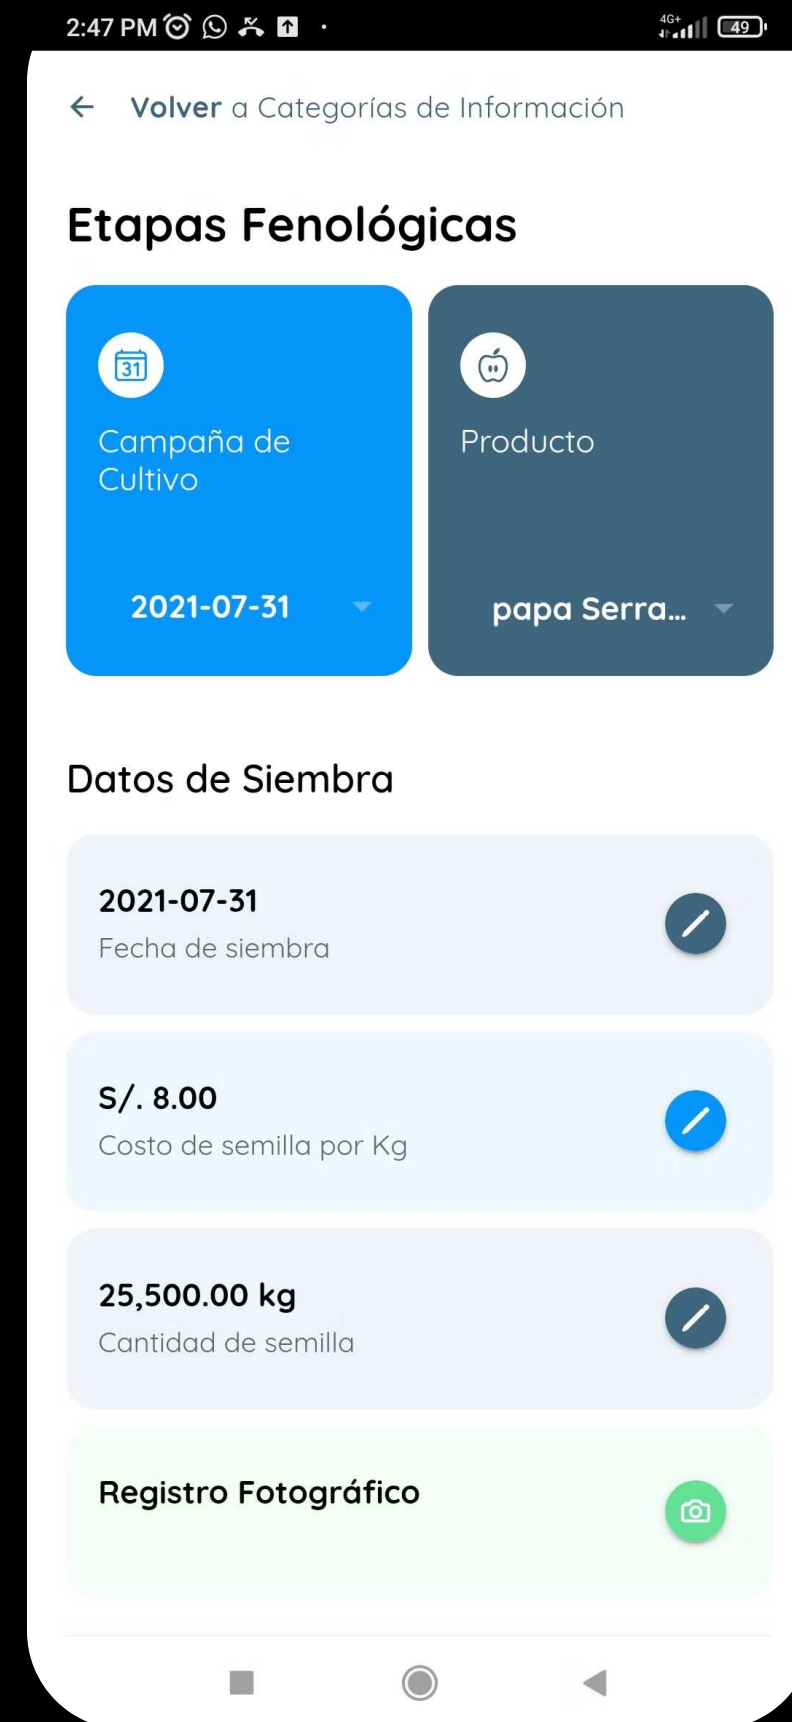 2:47 PM
4G+
49
Volver a Categorías de Información
Etapas Fenológicas
31
Campaña de
Cultivo
2021-07-31
Producto
papa Serra...
Datos de Siembra
2021-07-31
Fecha de siembra
S/. 8.00
Costo de semilla por Kg
25,500.00 kg
Cantidad de semilla
Registro Fotográfico